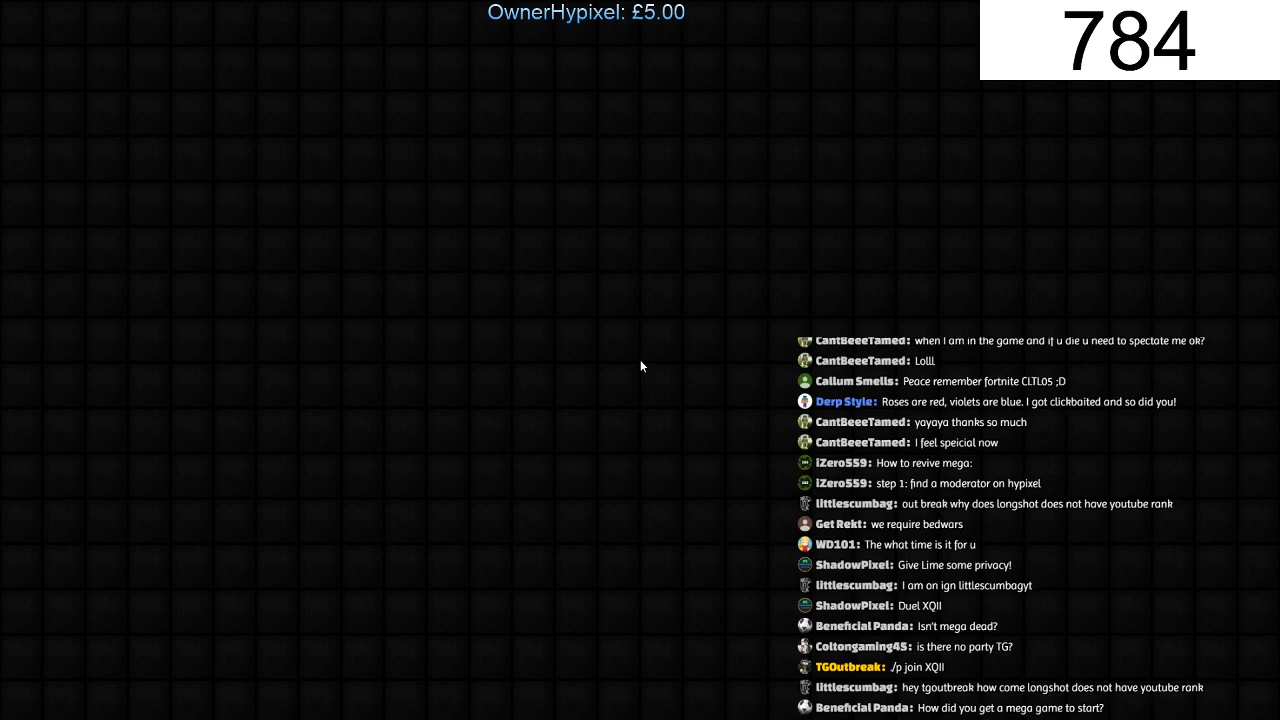 OwnerHypixel: £5.00
784
CantBeeeTamed: when I am in the game and if u die u need to spectate me ok?
CantBeeeTamed: Lolll
Callum Smells: Peace remember fortnite CLTL05 ;D
Derp Style: Roses are red, violets are blue. I got clickbaited and so did you!
CantBeeeTamed: yayaya thanks so much
CantBeeeTamed: I feel speicial now
iZero559: How to revive mega:
iZero559: step 1: find a moderator on hypixel
littlescumbag: out break why does longshot does not have youtube rank
Get Rekt: we require bedwars
WD101: The what time is it for u
ShadowPixel: Give Lime some privacy!
littlescumbag: I am on ign littlescumbagyt
ShadowPixel: Duel XQII
Beneficial Panda: Isn't mega dead?
Coltongaming45: is there no party TG?
TGOutbreak: ./p join XQII
littlescumbag: hey tgoutbreak how come longshot does not have youtube rank
Beneficial Panda: How did you get a mega game to start?